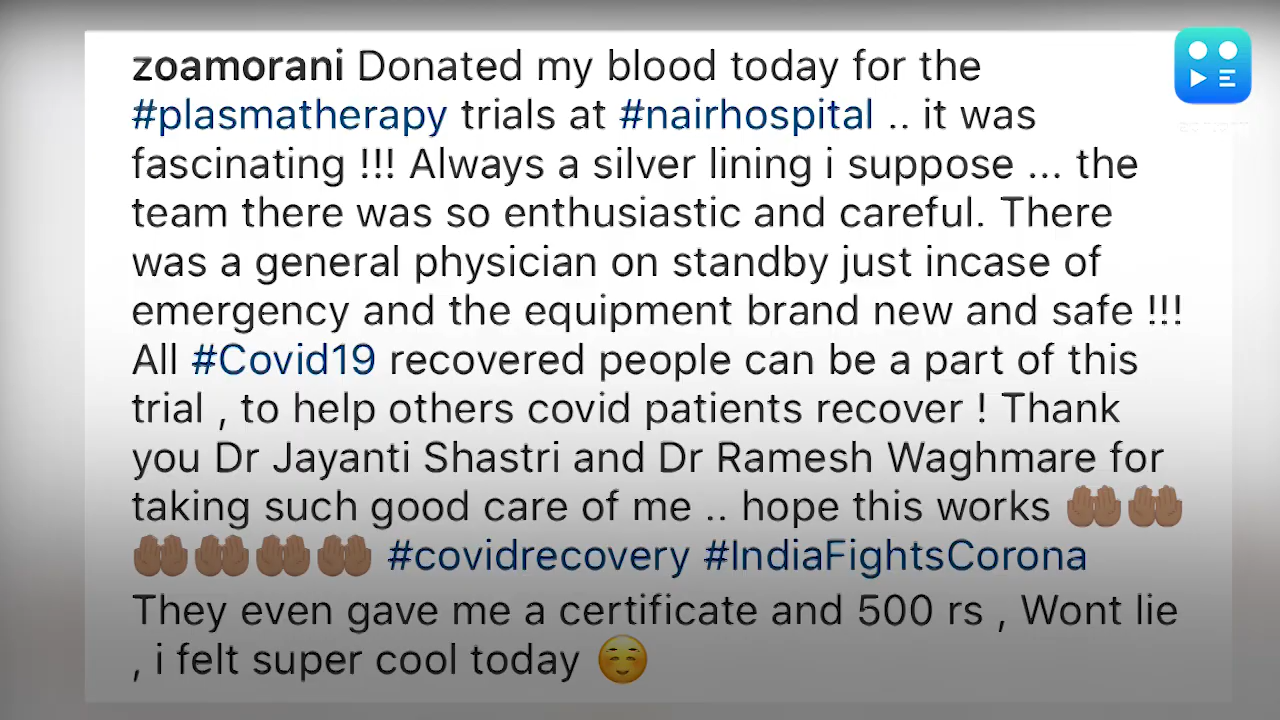 zoamorani Donated my blood today for the
#plasmatherapy trials at #nairhospital .. it was
fascinating !!! Always a silver lining i suppose ... the
team there was so enthusiastic and careful. There
was a general physician on standby just incase of
emergency and the equipment brand new and safe !!!
All #Covid19 recovered people can be a part of this
trial , to help others covid patients recover ! Thank
you Dr Jayanti Shastri and Dr Ramesh Waghmare for
taking such good care of me .. hope this works 🤲🏽🤲🏽
🤲🏽🤲🏽🤲🏽🤲🏽 #covidrecovery #IndiaFightsCorona
They even gave me a certificate and 500 rs , Wont lie
, i felt super cool today ☺️